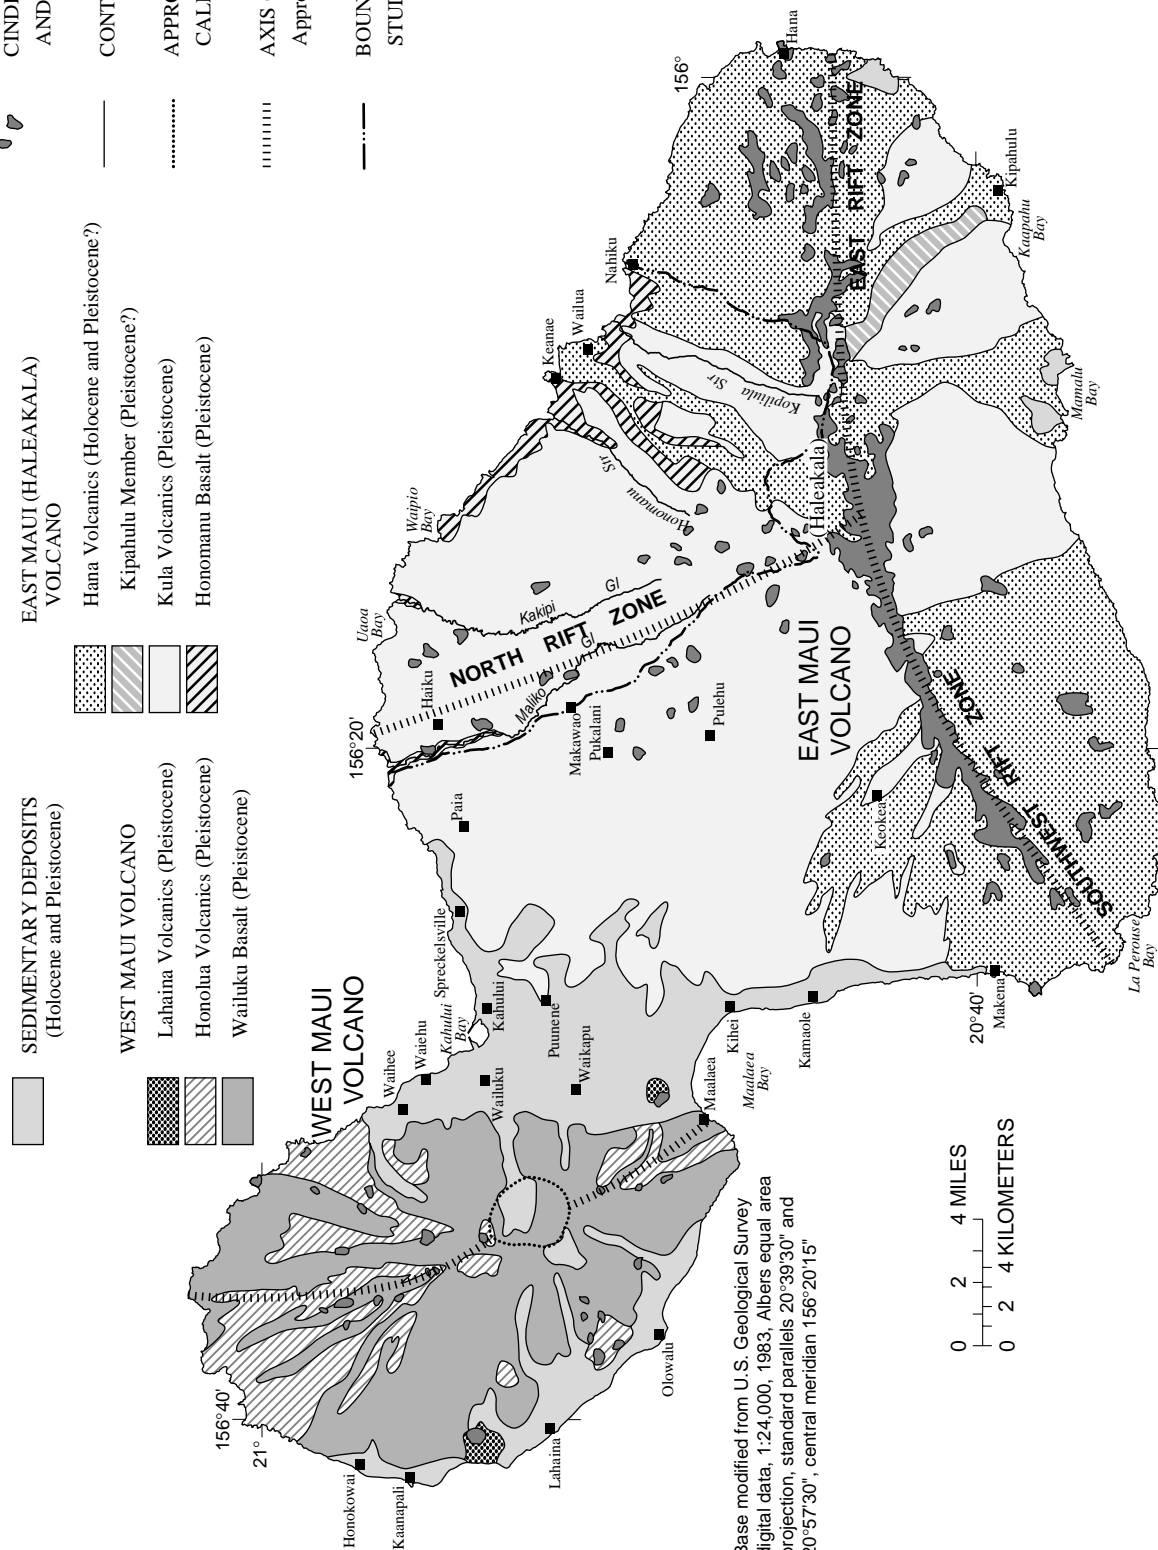 SEDIMENTARY DEPOSITS
(Holocene and Pleistocene)
WEST MAUI VOLCANO
Lahaina Volcanics (Pleistocene)
Honolua Volcanics (Pleistocene)
Wailuku Basalt (Pleistocene)
EAST MAUI (HALEAKALA)
VOLCANO
Hana Volcanics (Holocene and Pleistocene?)
Kipahulu Member (Pleistocene?)
Kula Volcanics (Pleistocene)
Honomanu Basalt (Pleistocene)
AND
CONT
APPRO
AXIS
Appro
BOUN
156°40'
21°
156°20'
156°
20°40'
WEST MAUI
VOLCANO
EAST MAUI
VOLCANO
NORTH RIFT ZONE
EAST RIFT ZONE
SOUTHWEST RIFT ZONE
Honokowai
Kaanapali
Lahaina
Olowalu
Waihee
Waiehu
Wailuku
Waikapu
Maalaea
Maalaea
Bay
Kahului
Bay
Kahului
Puunene
Spreckelsville
Paia
Kihei
Kamaole
Makena
La Perouse
Bay
Keokea
Haiku
Makawao
Pukalani
Pulehu
Maliko
Gl
Kakipi
Gl
Uaoa
Bay
Waipio
Bay
Honomanu
Str
Keanae
Wailua
Kopiliula
Str
Nahiku
Haleakala
Hana
Kipahulu
Kaapahu
Bay
Mamalu
Bay
Base modified from U.S. Geological Survey
digital data, 1:24,000, 1983, Albers equal area
projection, standard parallels 20°39'30" and
20°57'30", central meridian 156°20'15"
0 2 4 MILES
0 2 4 KILOMETERS